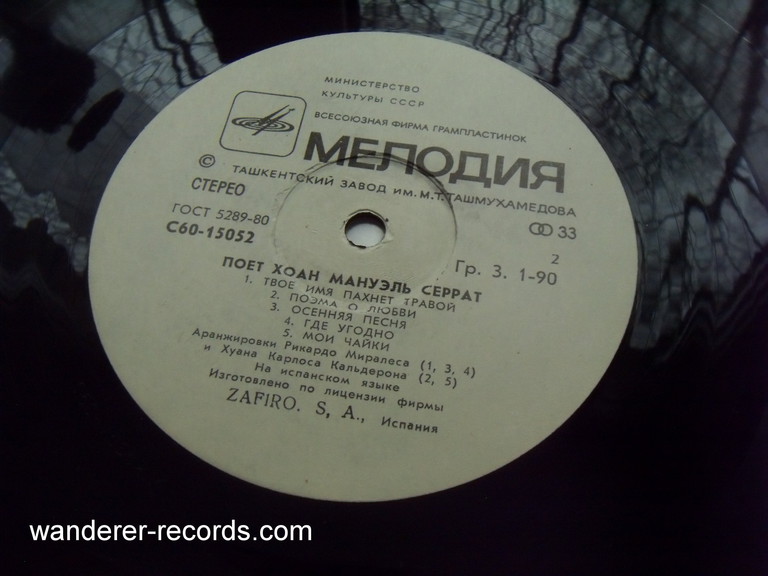 МИНИСТЕРСТВО
КУЛЬТУРЫ СССР
ВСЕСОЮЗНАЯ ФИРМА ГРАМПЛАСТИНОК
МЕЛОДИЯ
© ТАШКЕНТСКИЙ ЗАВОД ИМ. М.Т.ТАШМУХАМЕДОВА
СТЕРЕО
ГОСТ 5289-80
С60-15052
33
2
Гр. 3. 1-90
ПОЕТ ХОАН МАНУЭЛЬ СЕРРАТ
1. ТВОЕ ИМЯ ПАХНЕТ ТРАВОЙ
2. ПОЭМА О ЛЮБВИ
3. ОСЕННЯЯ ПЕСНЯ
4. ГДЕ УГОДНО
5. МОИ ЧАЙКИ
Аранжировки Рикардо Миралеса (1, 3, 4)
и Хуана Карлоса Кальдерона (2, 5)
На испанском языке
Изготовлено по лицензии фирмы
ZAFIRO. S, A., Испания
wanderer-records.com